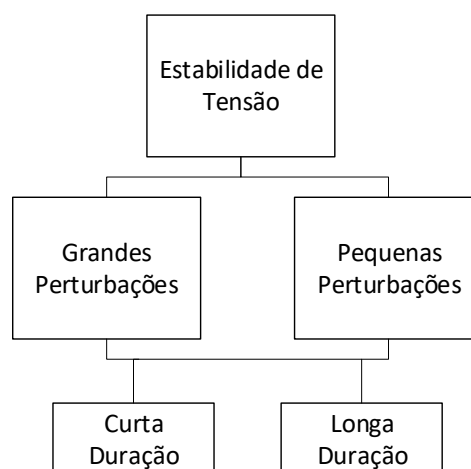 Estabilidade de
Tensão
Grandes
Perturbações
Pequenas
Perturbações
Curta
Duração
Longa
Duração